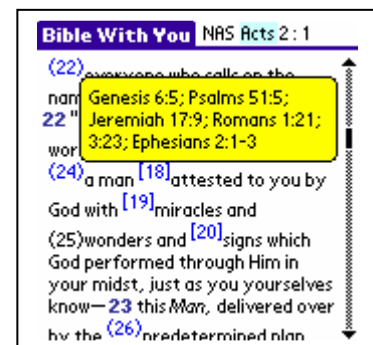 Bible With You NAS Acts 2:1
(22) everyone who calls on the
nam
Genesis 6:5; Psalms 51:5;
22 "
Jeremiah 17:9; Romans 1:21;
wor
3:23; Ephesians 2:1-3
(24) a man [18] attested to you by
God with [19] miracles and
(25) wonders and [20] signs which
God performed through Him in
your midst, just as you yourselves
know—23 this Man, delivered over
by the (26) predetermined plan